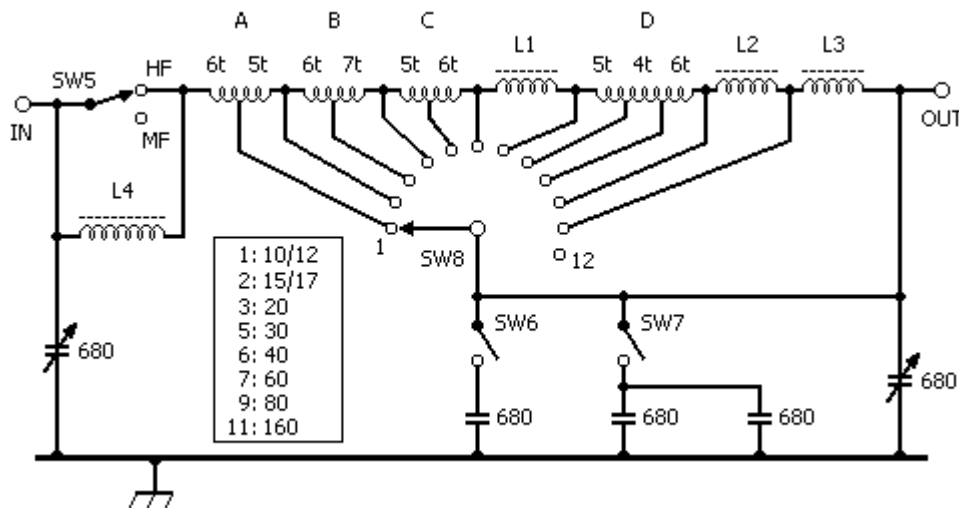 A B C D
6t 5t 6t 7t 5t 6t L1 5t 4t 6t L2 L3
SW5 HF
IN MF OUT
L4
1 SW8 12
1: 10/12
2: 15/17
3: 20
5: 30
6: 40
7: 60
9: 80
11: 160
SW6 SW7
680 680
680 680 680